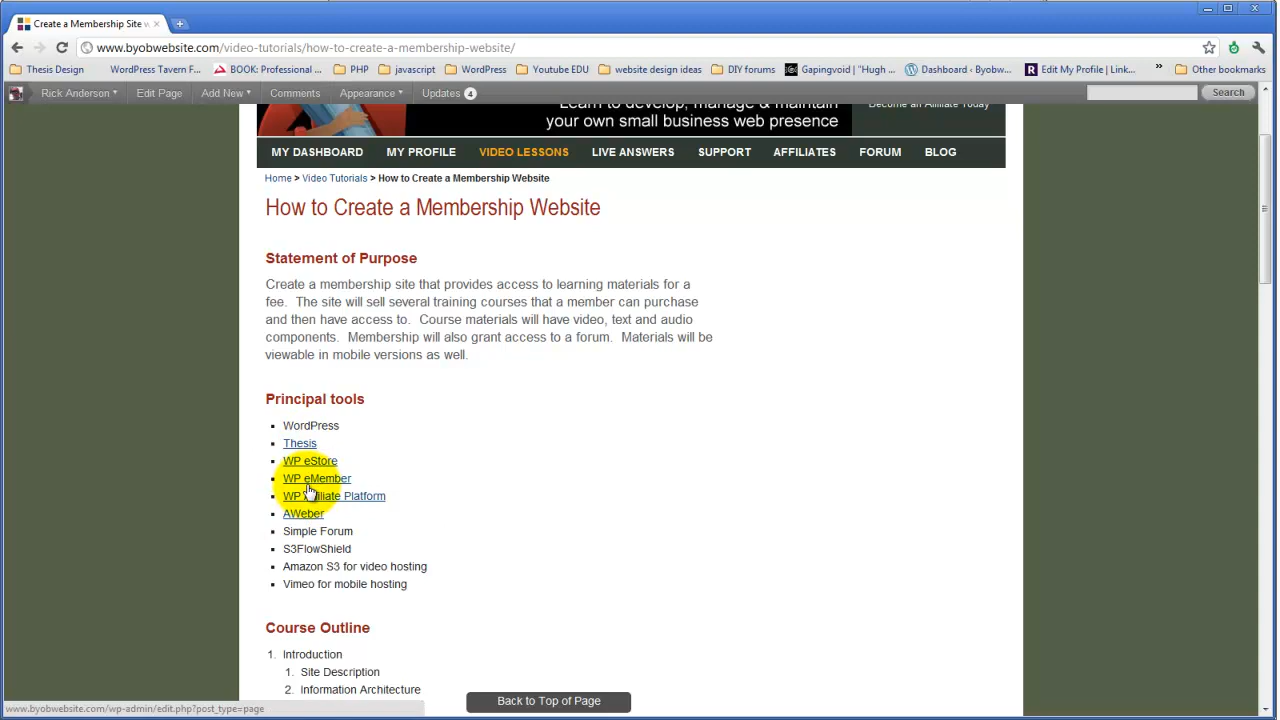 Create a Membership Site w
www.byobwebsite.com/video-tutorials/how-to-create-a-membership-website/
Thesis Design
WordPress Tavern F...
BOOK: Professional ...
PHP
javascript
WordPress
Youtube EDU
website design ideas
DIY forums
Gapingvoid | "Hugh ...
Dashboard ‹ Byobw...
Edit My Profile | Link...
»
Other bookmarks
Rick Anderson
Edit Page
Add New
Comments
Appearance
Updates 4
Search
Learn to develop, manage & maintain
your own small business web presence
Become an Affiliate Today
MY DASHBOARD
MY PROFILE
VIDEO LESSONS
LIVE ANSWERS
SUPPORT
AFFILIATES
FORUM
BLOG
Home > Video Tutorials > How to Create a Membership Website
How to Create a Membership Website
Statement of Purpose
Create a membership site that provides access to learning materials for a
fee. The site will sell several training courses that a member can purchase
and then have access to. Course materials will have video, text and audio
components. Membership will also grant access to a forum. Materials will be
viewable in mobile versions as well.
Principal tools
WordPress
Thesis
WP eStore
WP eMember
WP Affiliate Platform
AWeber
Simple Forum
S3FlowShield
Amazon S3 for video hosting
Vimeo for mobile hosting
Course Outline
1. Introduction
1. Site Description
2. Information Architecture
Back to Top of Page
www.byobwebsite.com/wp-admin/edit.php?post_type=page